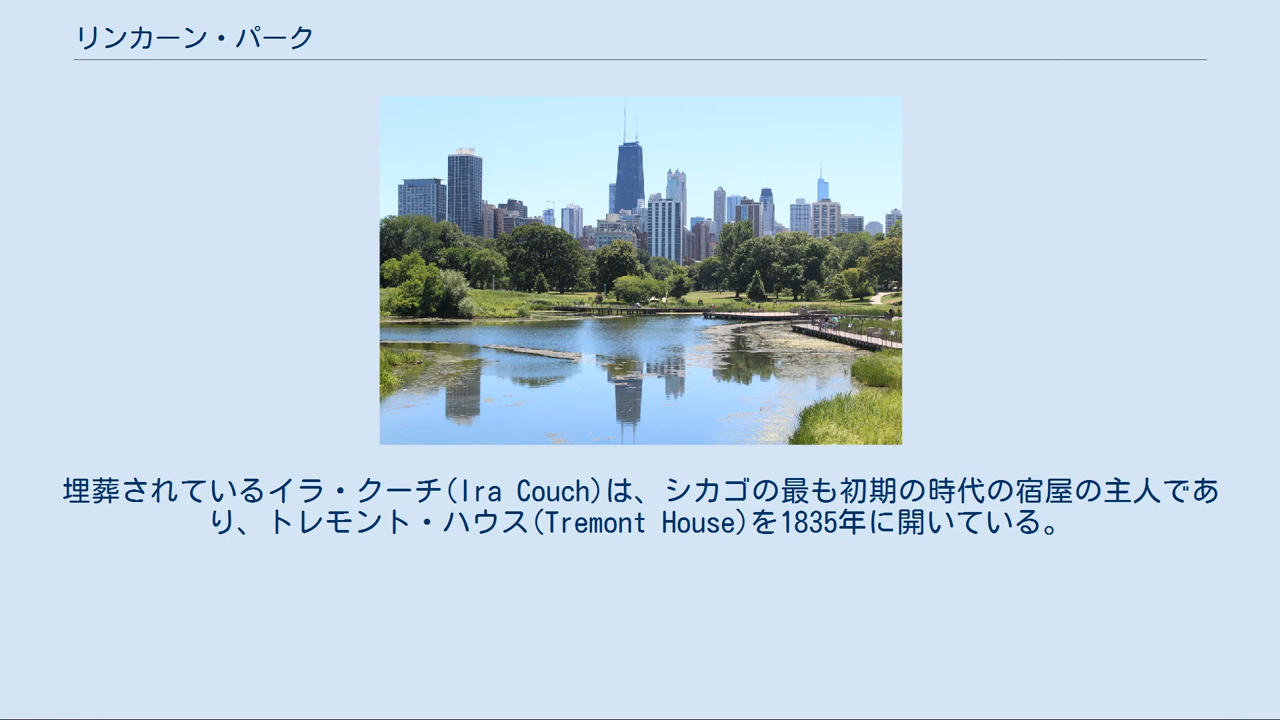 リンカーン・パーク
埋葬されているイラ・クーチ(Ira Couch)は、シカゴの最も初期の時代の宿屋の主人であ
り、トレモント・ハウス(Tremont House)を1835年に開いている。